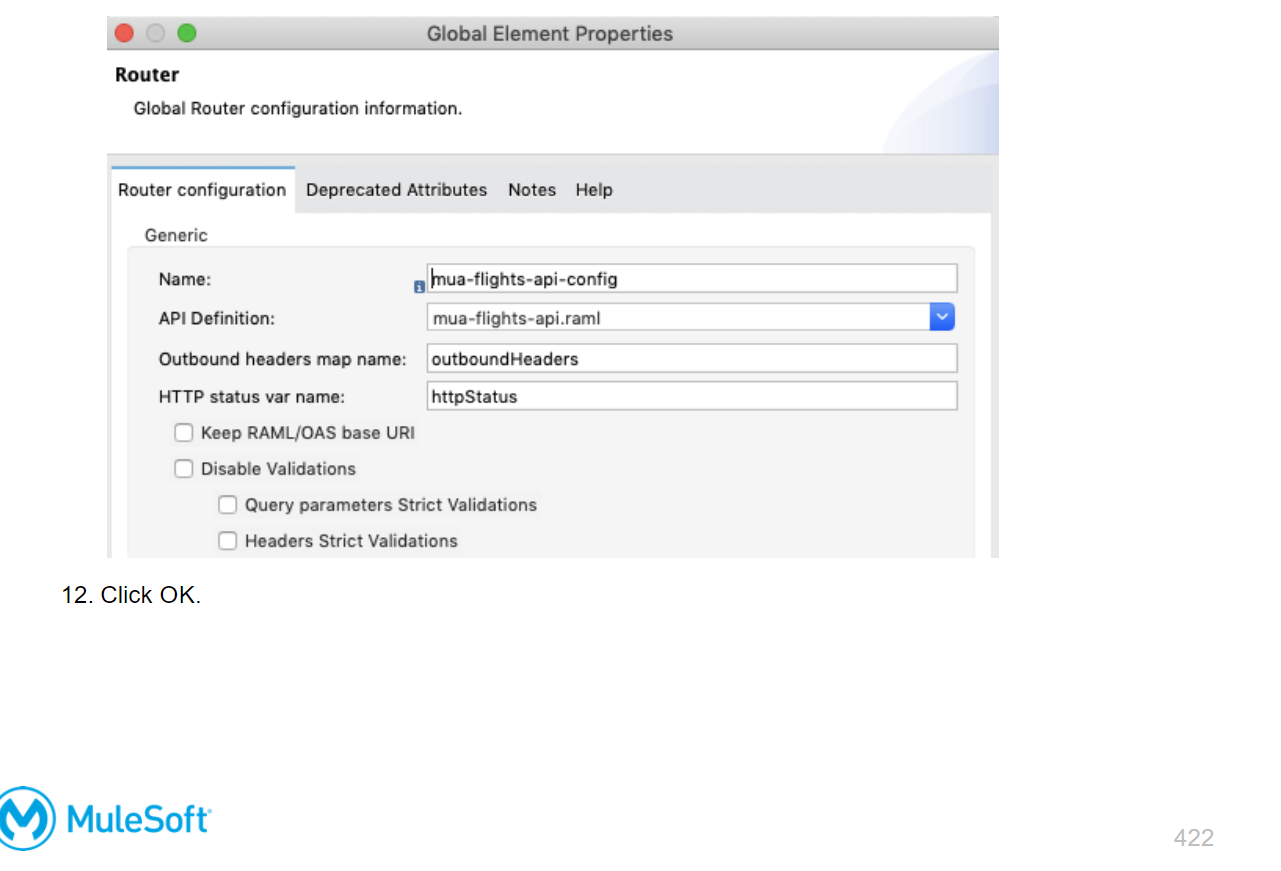 Global Element Properties
Router
Global Router configuration information.
Router configuration Deprecated Attributes Notes Help
Generic
Name: mua-flights-api-config
API Definition: mua-flights-api.raml
Outbound headers map name: outboundHeaders
HTTP status var name: httpStatus
Keep RAML/OAS base URI
Disable Validations
Query parameters Strict Validations
Headers Strict Validations
12. Click OK.
MuleSoft
422